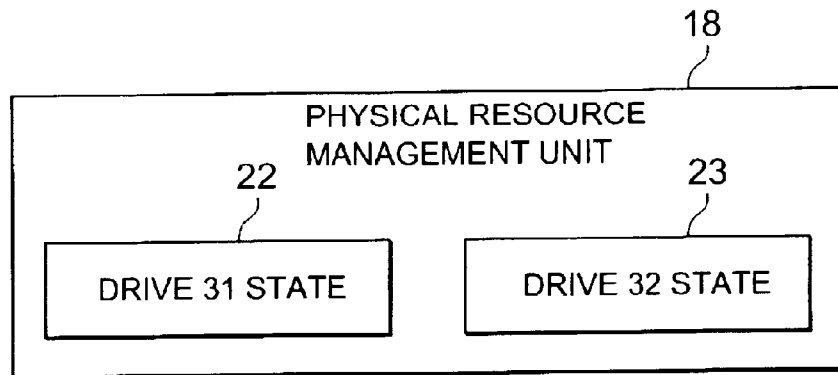 18
PHYSICAL RESOURCE
MANAGEMENT UNIT
22
23
DRIVE 31 STATE
DRIVE 32 STATE